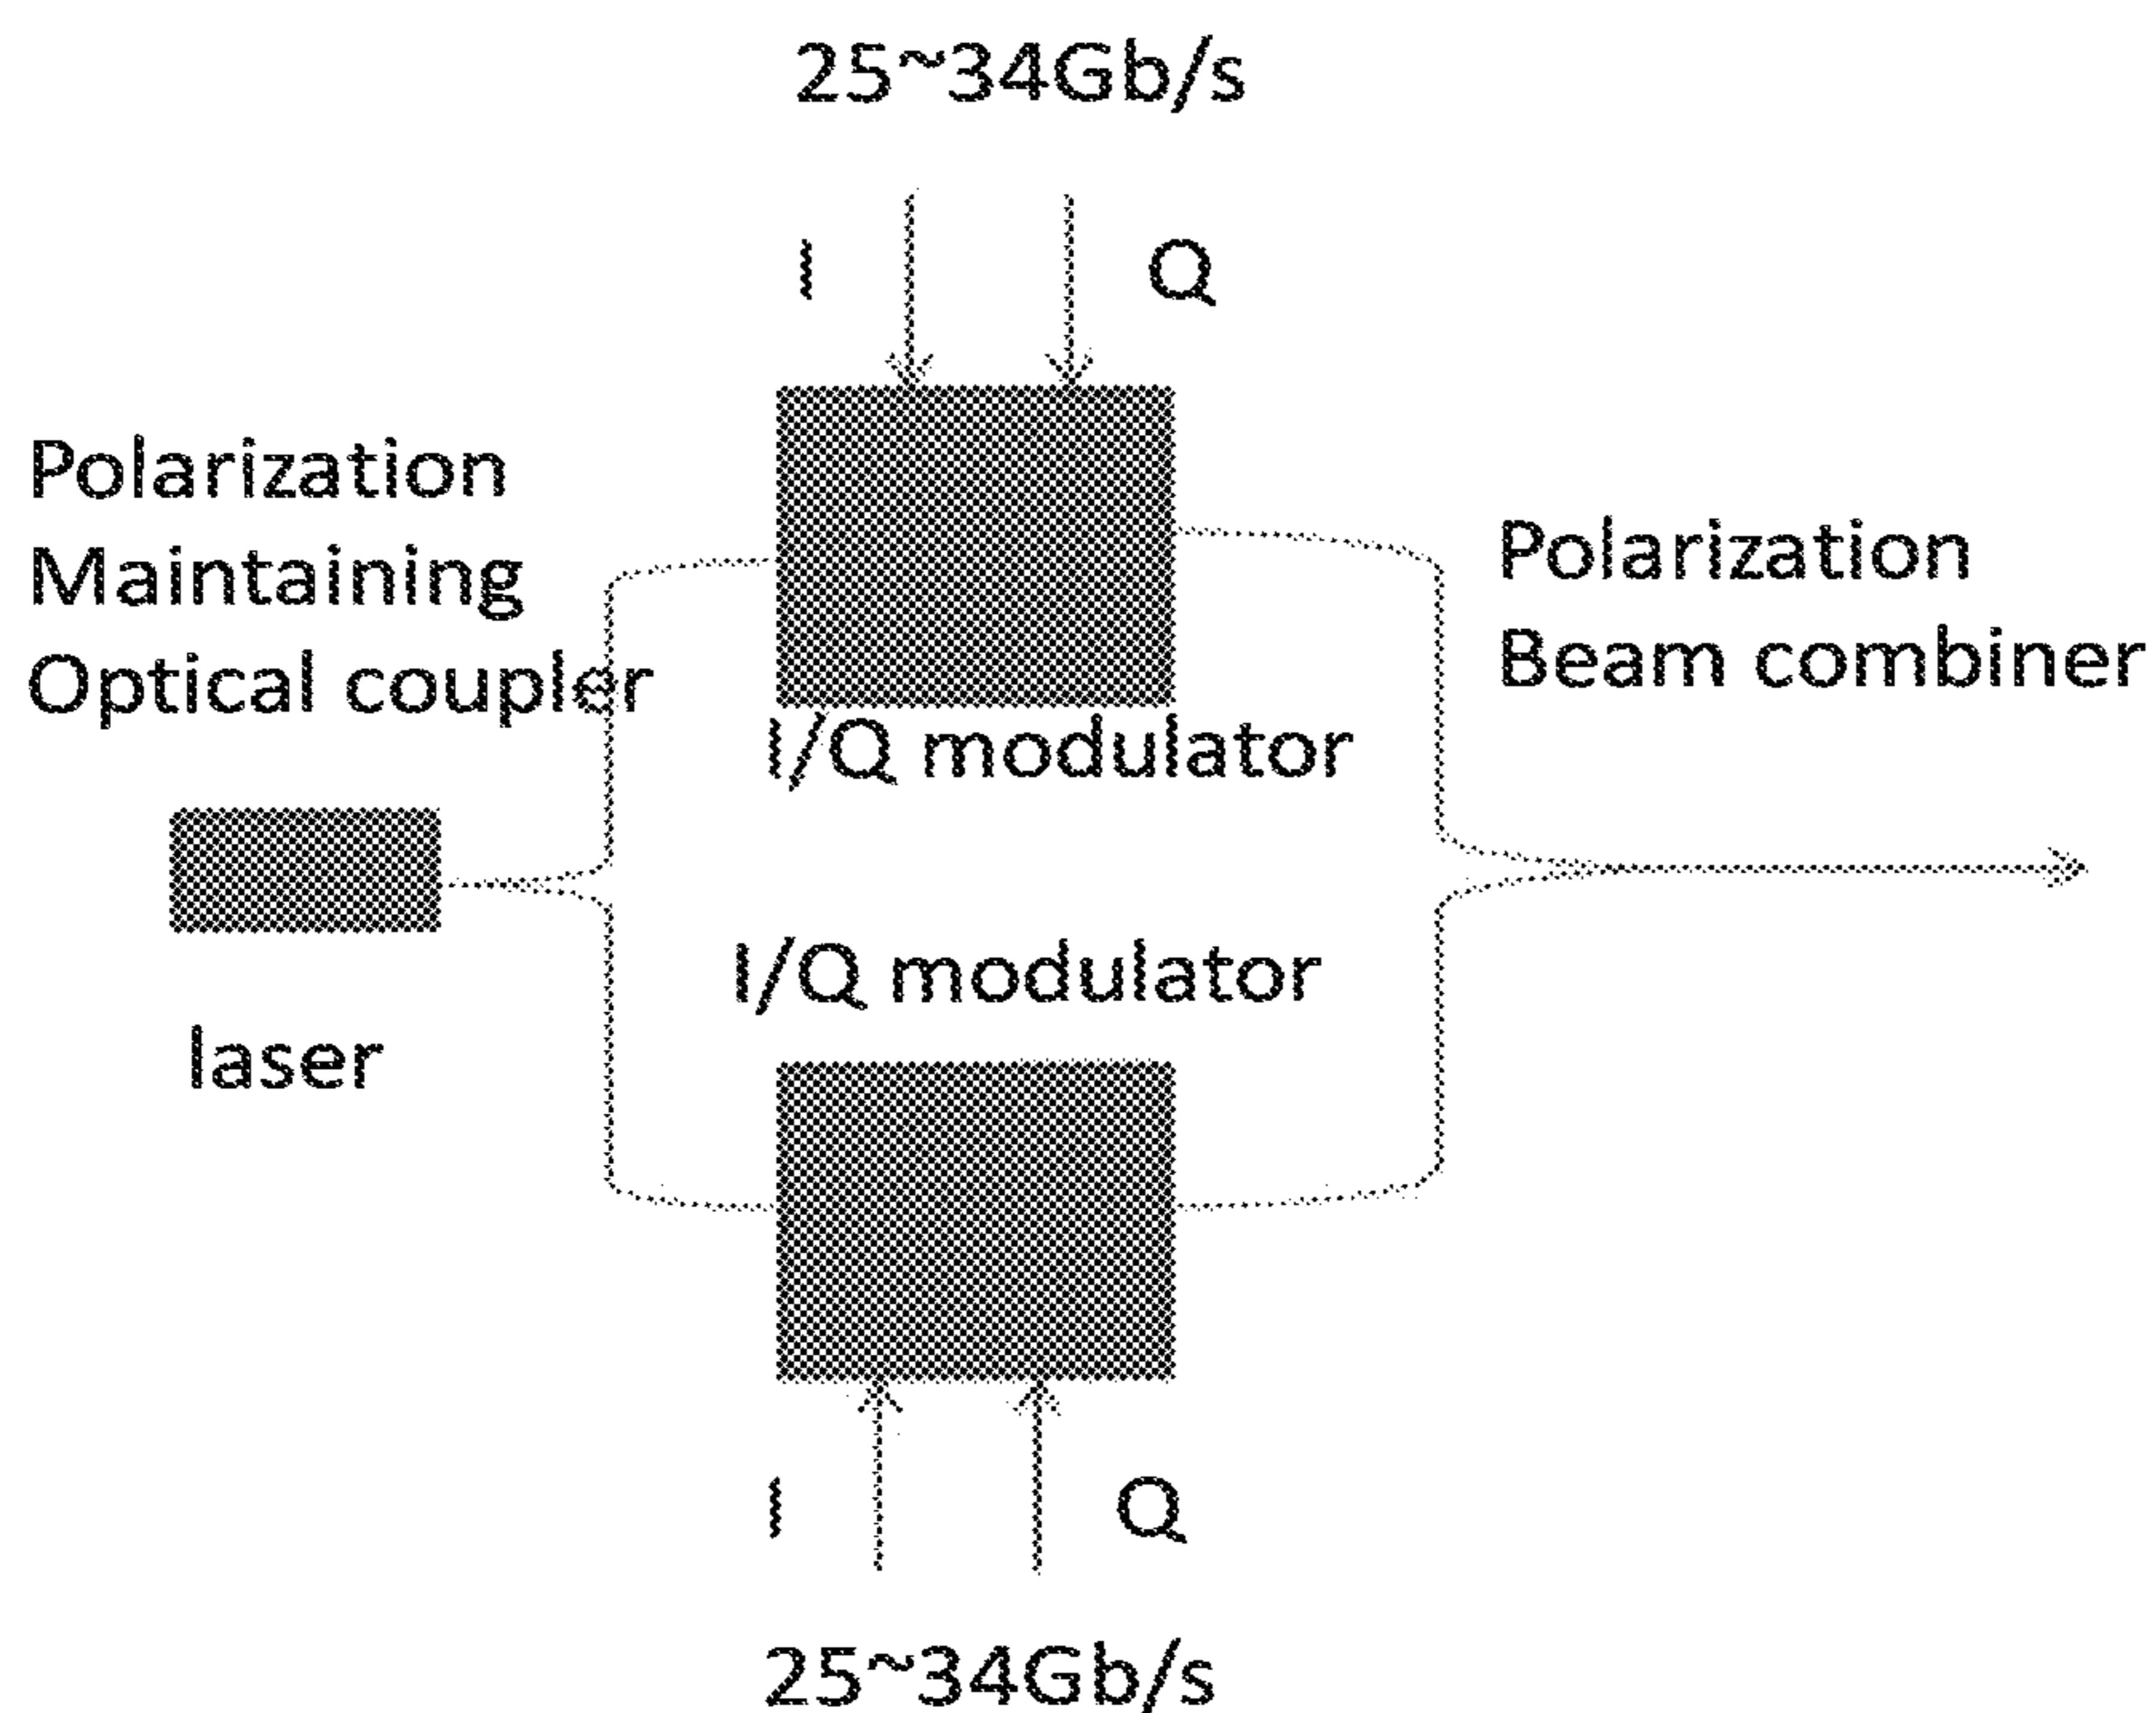 25~34Gb/s
I Q
Polarization
Maintaining
Optical coupler
Polarization
Beam combiner
I/Q modulator
I/Q modulator
laser
I Q
25~34Gb/s